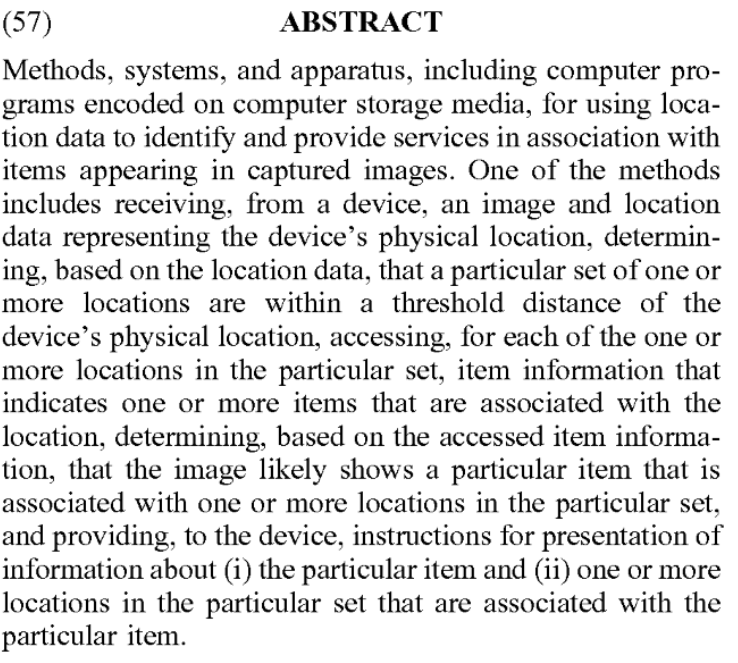 (57) ABSTRACT
Methods, systems, and apparatus, including computer pro-
grams encoded on computer storage media, for using loca-
tion data to identify and provide services in association with
items appearing in captured images. One of the methods
includes receiving, from a device, an image and location
data representing the device's physical location, determin-
ing, based on the location data, that a particular set of one or
more locations are within a threshold distance of the
device's physical location, accessing, for each of the one or
more locations in the particular set, item information that
indicates one or more items that are associated with the
location, determining, based on the accessed item informa-
tion, that the image likely shows a particular item that is
associated with one or more locations in the particular set,
and providing, to the device, instructions for presentation of
information about (i) the particular item and (ii) one or more
locations in the particular set that are associated with the
particular item.